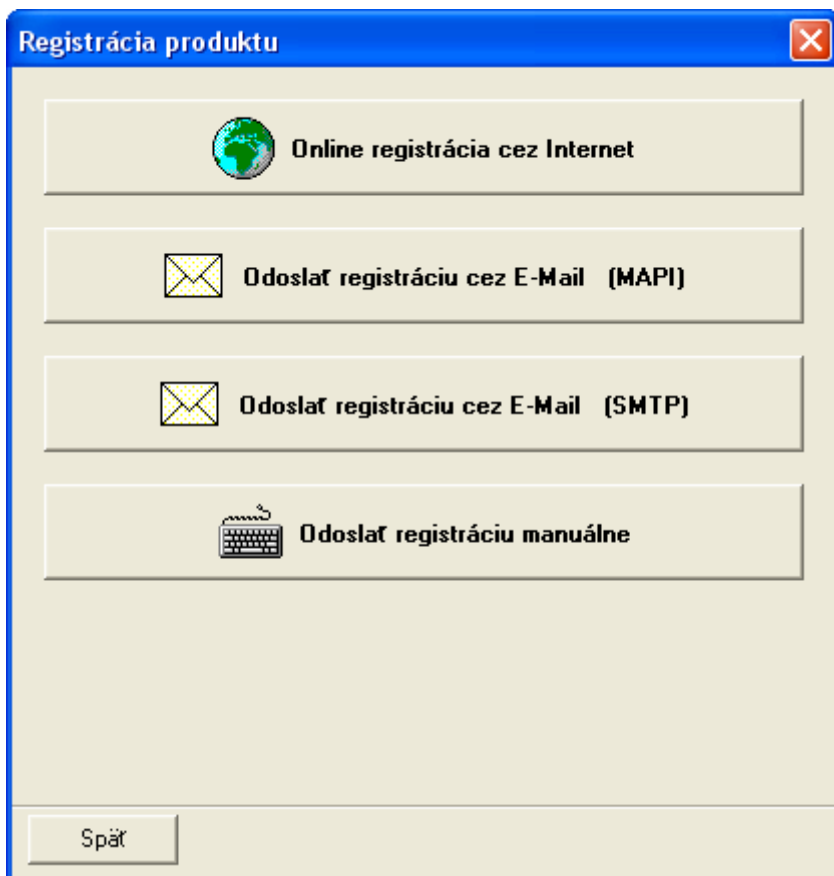 Registrácia produktu
Online registrácia cez Internet
Odoslať registráciu cez E-Mail (MAPI)
Odoslať registráciu cez E-Mail (SMTP)
Odoslať registráciu manuálne
Späť